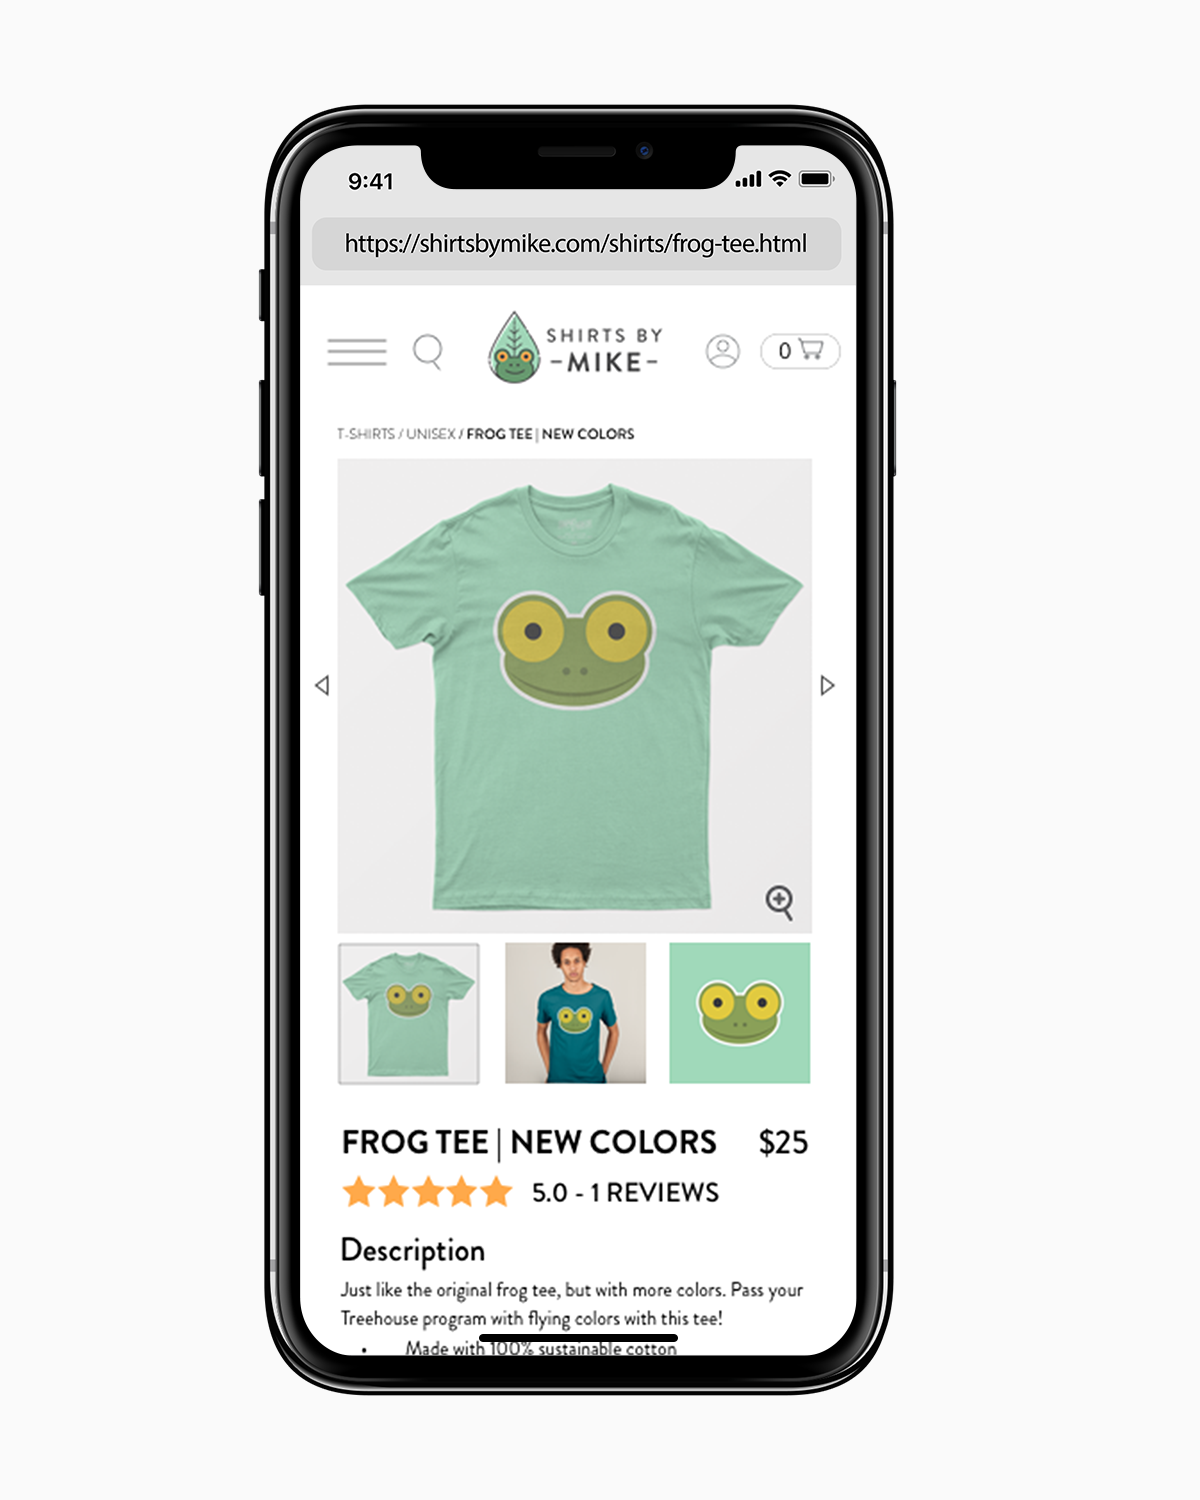 9:41
https://shirtsbymike.com/shirts/frog-tee.html
SHIRTS BY
-MIKE-
0
T-SHIRTS / UNISEX / FROG TEE | NEW COLORS
FROG TEE | NEW COLORS $25
5.0 - 1 REVIEWS
Description
Just like the original frog tee, but with more colors. Pass your
Treehouse program with flying colors with this tee!
• Made with 100% sustainable cotton